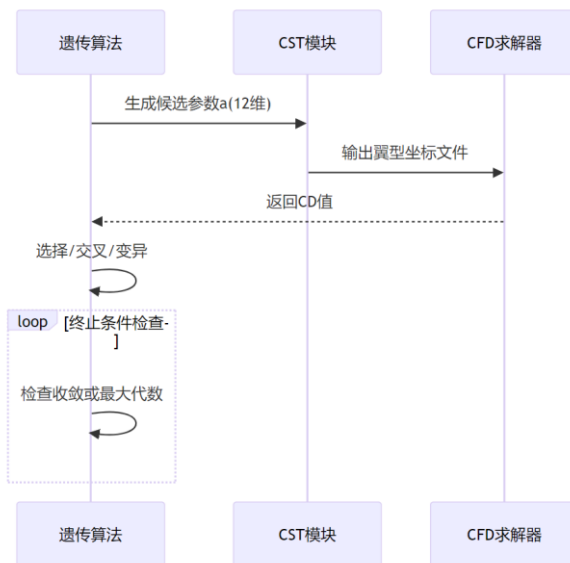 遗传算法
CST模块
CFD求解器
生成候选参数a(12维)
输出翼型坐标文件
返回CD值
选择/交叉/变异
loop
[终止条件检查-
]
检查收敛或最大代数
遗传算法
CST模块
CFD求解器